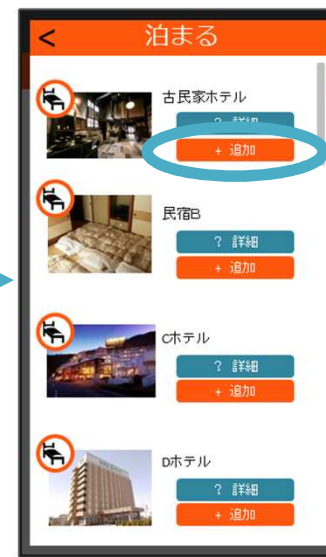 < 泊まる
古民家ホテル
? 詳細
+ 追加
民宿B
? 詳細
+ 追加
Cホテル
? 詳細
+ 追加
Dホテル
? 詳細
+ 追加